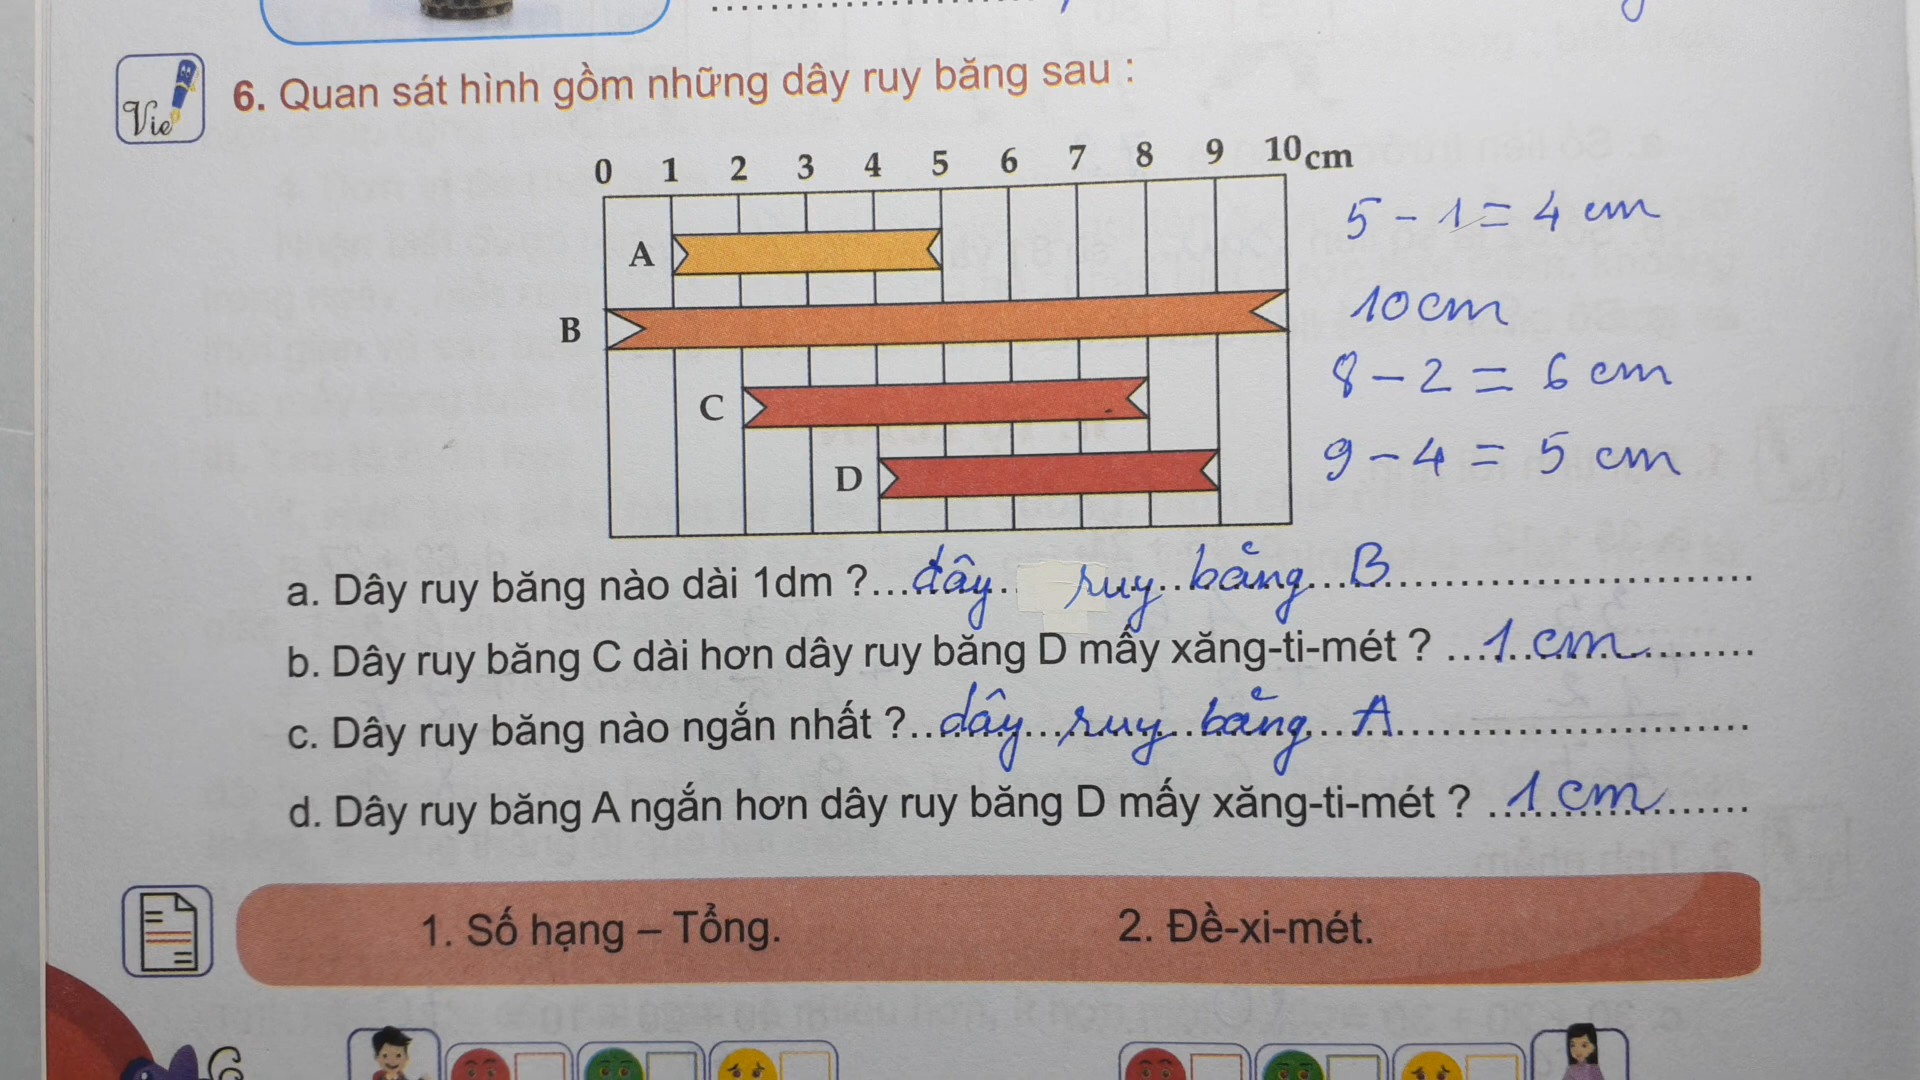 Vie
6. Quan sát hình gồm những dây ruy băng sau :
0 1 2 3 4 5 6 7 8 9 10cm
A
5 - 1 = 4 cm
B
10cm
C
8 - 2 = 6 cm
D
9 - 4 = 5 cm
a. Dây ruy băng nào dài 1dm ?...dây ruy băng B
b. Dây ruy băng C dài hơn dây ruy băng D mấy xăng-ti-mét ? ...1 cm
c. Dây ruy băng nào ngắn nhất ?...dây ruy băng A
d. Dây ruy băng A ngắn hơn dây ruy băng D mấy xăng-ti-mét ? ...1 cm
1. Số hạng – Tổng. 2. Đề-xi-mét.